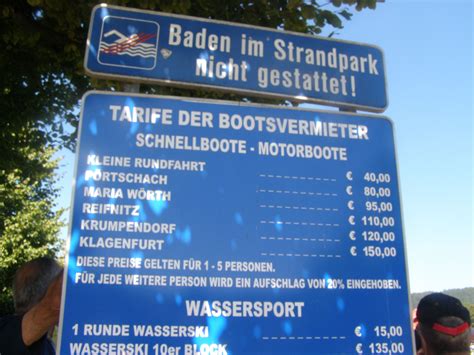 Baden im Strandpark
Nicht gestattet!
TARIFE DER BOOTSVERMIETER
SCHNELLBOOTE - MOTORBOOTE
KLEINE RUNDFAHRT € 40,00
PÖRTSCHACH € 80,00
MARIA WÖRTH € 95,00
REIFNITZ € 110,00
KRUMPENDORF € 120,00
KLAGENFURT € 150,00
DIESE PREISE GELTEN FÜR 1 - 5 PERSONEN.
FÜR JEDE WEITERE PERSON WIRD EIN AUFSCHLAG VON 20% EINGEHOBEN.
WASSERSPORT
1 RUNDE WASSERSKI € 15,00
WASSERSKI 10er BLOCK € 135,00